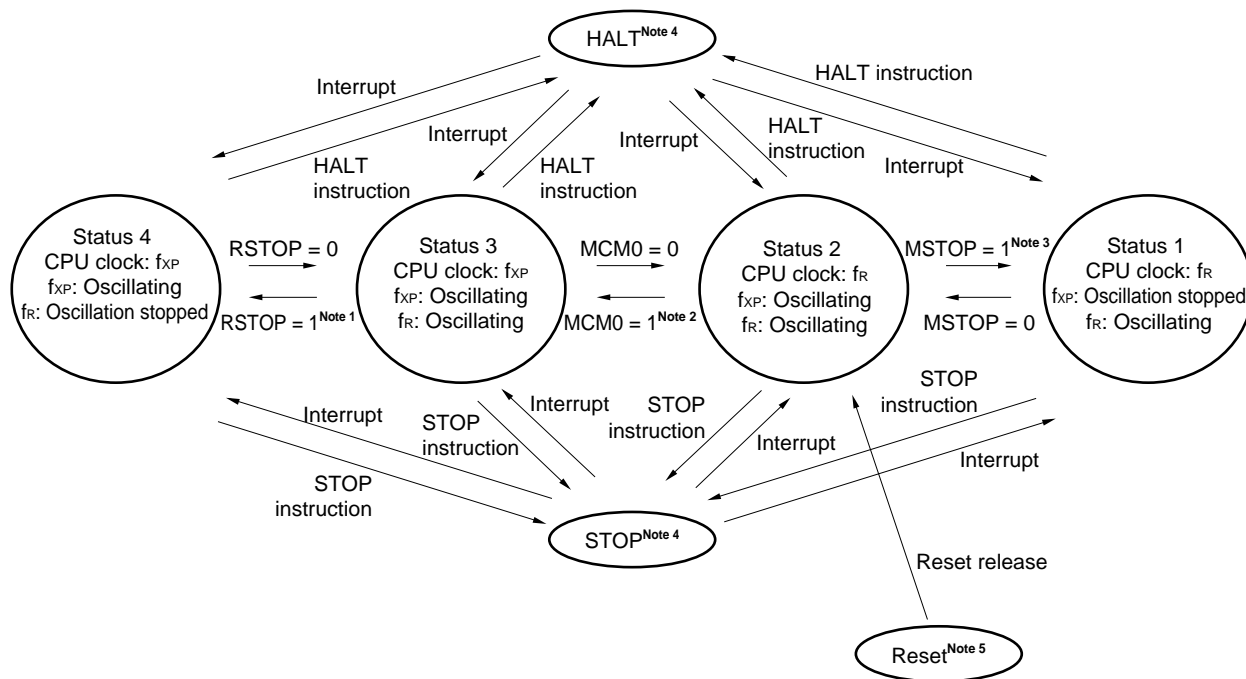 HALT Note 4
Interrupt
HALT instruction
Interrupt
HALT
instruction
Interrupt
HALT
instruction
HALT
instruction
Interrupt
Status 4
CPU clock: fXP
fXP: Oscillating
fR: Oscillation stopped
RSTOP = 0
RSTOP = 1 Note 1
Status 3
CPU clock: fXP
fXP: Oscillating
fR: Oscillating
MCM0 = 0
MCM0 = 1 Note 2
Status 2
CPU clock: fR
fXP: Oscillating
fR: Oscillating
MSTOP = 1 Note 3
MSTOP = 0
Status 1
CPU clock: fR
fXP: Oscillation stopped
fR: Oscillating
Interrupt
STOP
instruction
STOP
instruction
Interrupt
STOP
instruction
Interrupt
STOP
instruction
Interrupt
STOP Note 4
Reset release
Reset Note 5